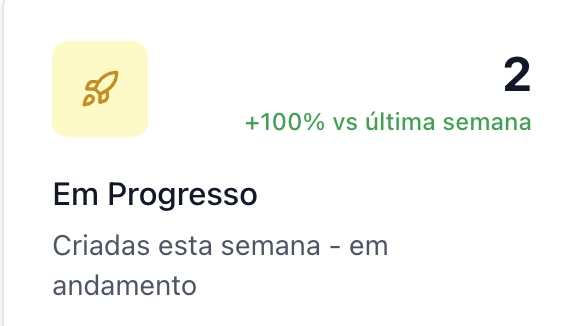 2
+100% vs última semana
Em Progresso
Criadas esta semana - em
andamento